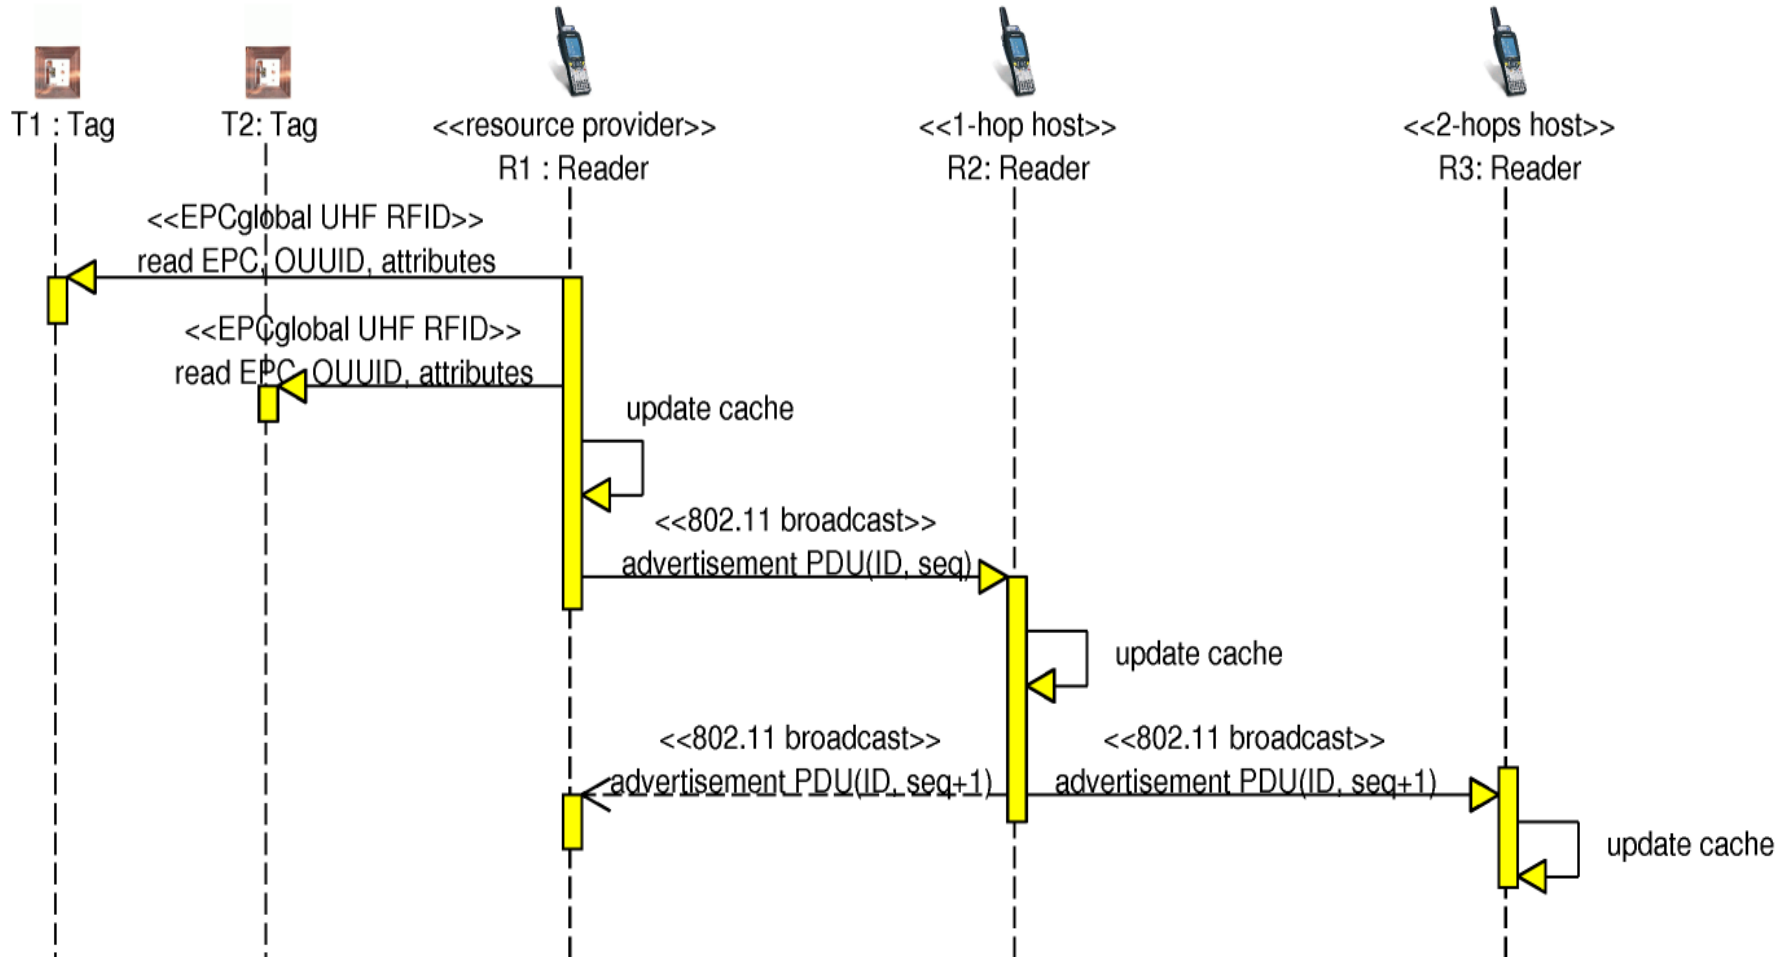 T1 : Tag
T2: Tag
<<resource provider>>
R1 : Reader
<<1-hop host>>
R2: Reader
<<2-hops host>>
R3: Reader
<<EPCglobal UHF RFID>>
read EPC, OUUID, attributes
<<EPCglobal UHF RFID>>
read EPC, OUUID, attributes
update cache
<<802.11 broadcast>>
advertisement PDU(ID, seq)
update cache
<<802.11 broadcast>>
advertisement PDU(ID, seq+1)
<<802.11 broadcast>>
advertisement PDU(ID, seq+1)
update cache